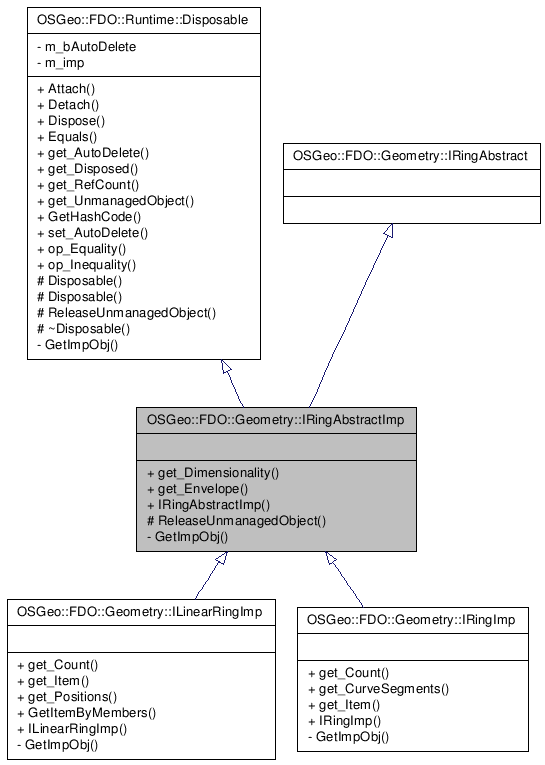 OSGeo::FDO::Runtime::Disposable
- m_bAutoDelete
- m_imp
+ Attach()
+ Detach()
+ Dispose()
+ Equals()
+ get_AutoDelete()
+ get_Disposed()
+ get_RefCount()
+ get_UnmanagedObject()
+ GetHashCode()
+ set_AutoDelete()
+ op_Equality()
+ op_Inequality()
# Disposable()
# Disposable()
# ReleaseUnmanagedObject()
# ~Disposable()
- GetImpObj()
OSGeo::FDO::Geometry::IRingAbstract
OSGeo::FDO::Geometry::IRingAbstractImp
+ get_Dimensionality()
+ get_Envelope()
+ IRingAbstractImp()
# ReleaseUnmanagedObject()
- GetImpObj()
OSGeo::FDO::Geometry::ILinearRingImp
+ get_Count()
+ get_Item()
+ get_Positions()
+ GetItemByMembers()
+ ILinearRingImp()
- GetImpObj()
OSGeo::FDO::Geometry::IRingImp
+ get_Count()
+ get_CurveSegments()
+ get_Item()
+ IRingImp()
- GetImpObj()